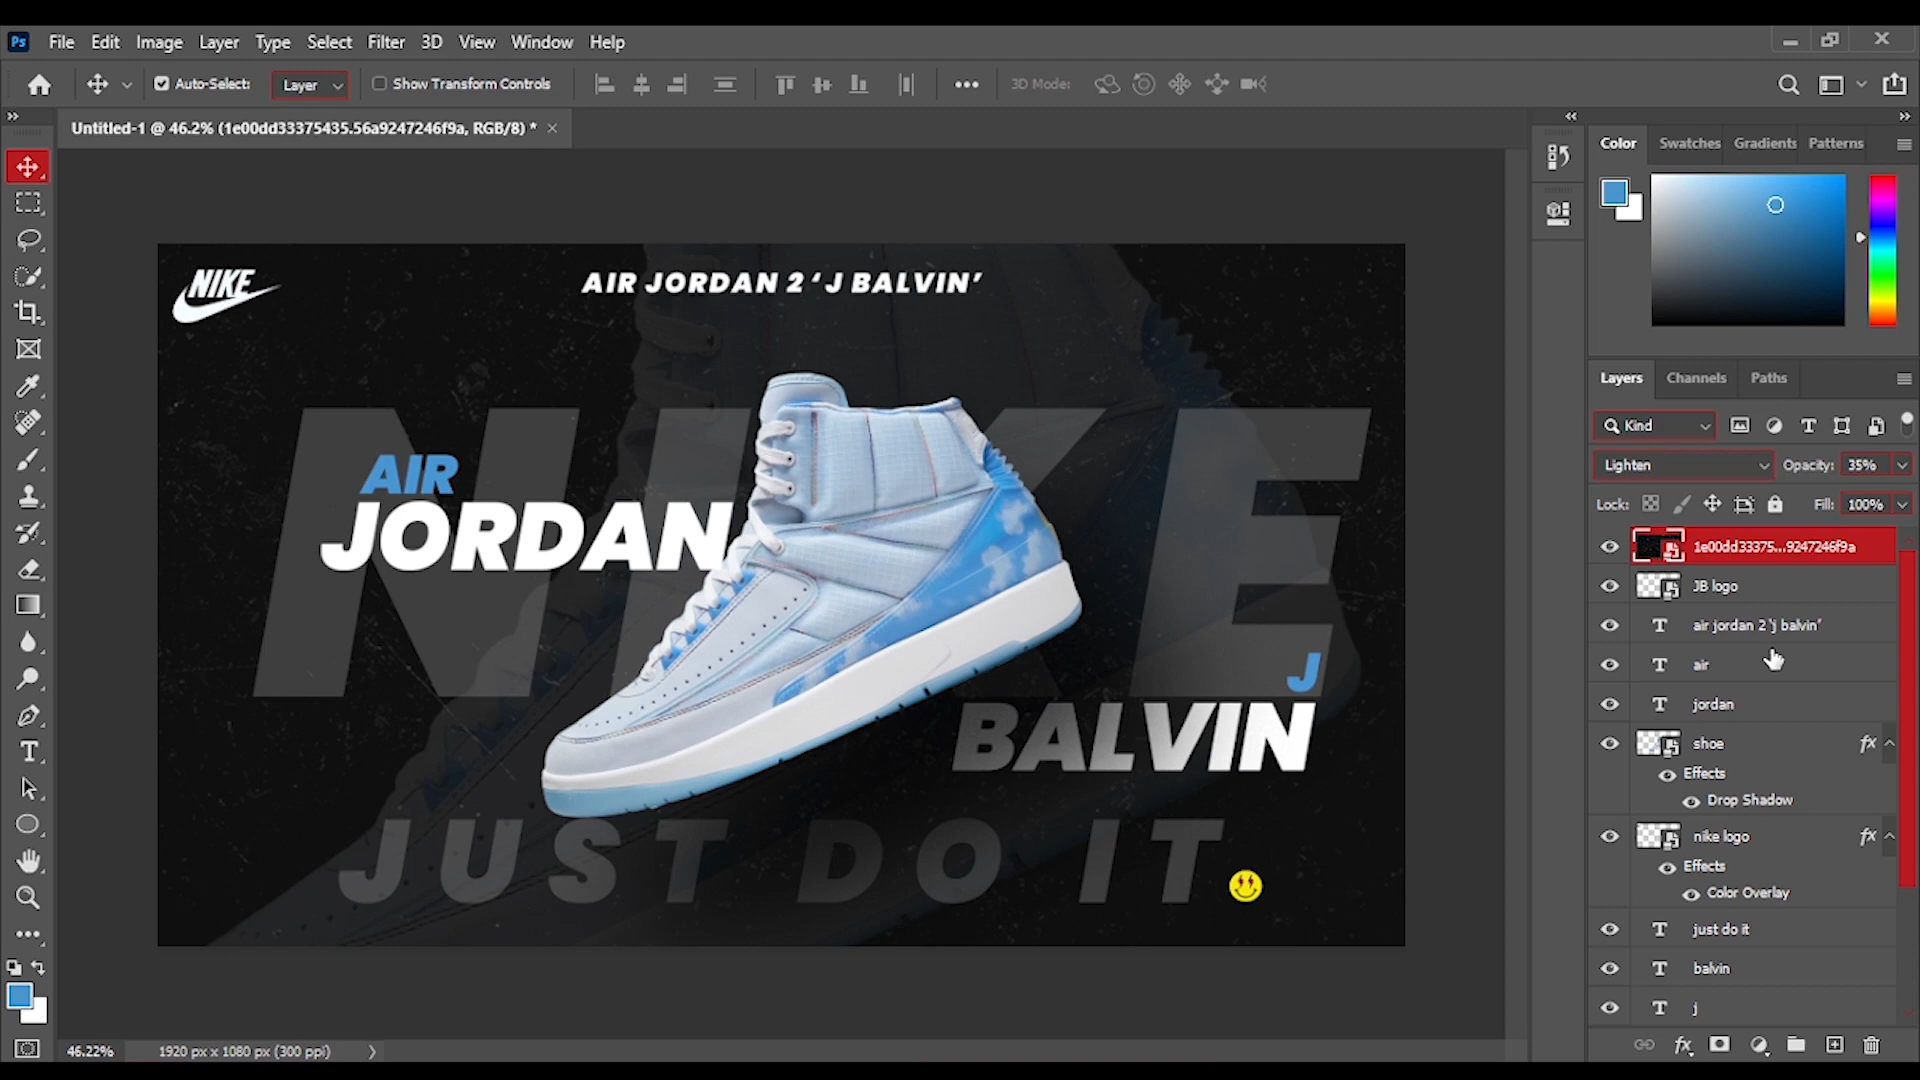 Ps File Edit Image Layer Type Select Filter 3D View Window Help
Auto-Select: Layer Show Transform Controls 3D Mode:
Untitled-1 @ 46.2% (1e00dd33375435.56a9247246f9a, RGB/8) *
Color Swatches Gradients Patterns
NIKE
AIR JORDAN 2 ‘J BALVIN’
NIKE
AIR
JORDAN
J
BALVIN
JUST DO IT
Layers Channels Paths
Kind
Lighten Opacity: 35%
Lock: Fill: 100%
1e00dd33375...9247246f9a
JB logo
air jordan 2 ‘j balvin’
air
jordan
shoe fx
Effects
Drop Shadow
nike logo fx
Effects
Color Overlay
just do it
balvin
j
fx
46.22% 1920 px x 1080 px (300 ppi)